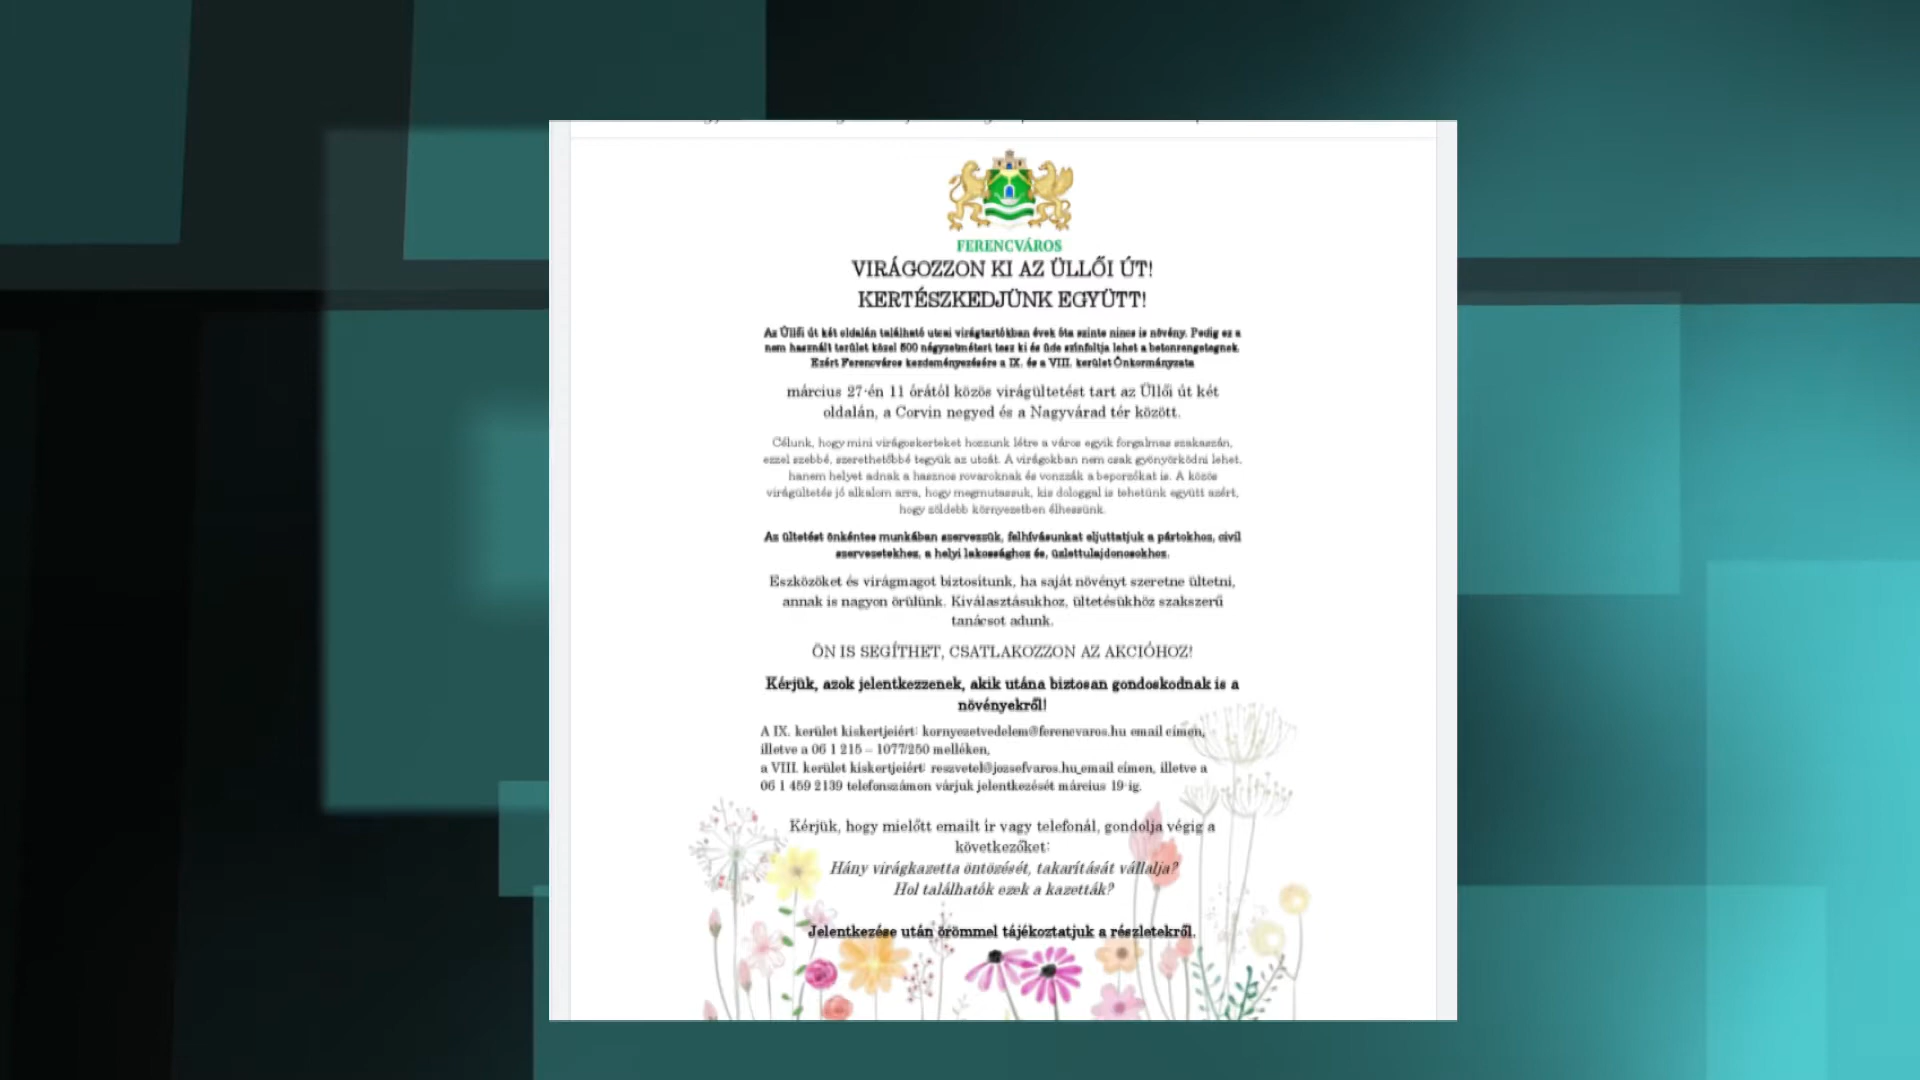 FERENCVÁROS
VIRÁGOZZON KI AZ ÜLLŐI ÚT!
KERTÉSZKEDJÜNK EGYÜTT!
Az Üllői út két oldalán található utcai virágtartókban évek óta szinte nincs is növény. Pedig ez a
nem használt terület közel 500 négyzetmétert tesz ki és üde színfoltja lehet a betonrengetegnek.
Ezért Ferencváros kezdeményezésére a IX. és a VIII. kerület Önkormányzata
március 27-én 11 órától közös virágültetést tart az Üllői út két
oldalán, a Corvin negyed és a Nagyvárad tér között.
Célunk, hogy mini virágoskerteket hozzunk létre a város egyik forgalmas szakaszán,
ezzel szebbé, szerethetőbbé tegyük az utcát. A virágokban nem csak gyönyörködni lehet,
hanem helyet adnak a hasznos rovaroknak és vonzzák a beporzókat is. A közös
virágültetés jó alkalom arra, hogy megmutassuk, kis dologgal is tehetünk együtt azért,
hogy zöldebb környezetben élhessünk.
Az ültetést önkéntes munkában szervezzük, felhívásunkat eljuttatjuk a pártokhoz, civil
szervezetekhez, a helyi lakossághoz és, üzlettulajdonosokhoz.
Eszközöket és virágmagot biztosítunk, ha saját növényt szeretne ültetni,
annak is nagyon örülünk. Kiválasztásukhoz, ültetésükhöz szakszerű
tanácsot adunk.
ÖN IS SEGÍTHET, CSATLAKOZZON AZ AKCIÓHOZ!
Kérjük, azok jelentkezzenek, akik utána biztosan gondoskodnak is a
növényekről!
A IX. kerület kiskertjeiért: kornyezetvedelem@ferencvaros.hu email címen,
illetve a 06 1 215 – 1077/250 melléken,
a VIII. kerület kiskertjeiért: reszvetel@jozsefvaros.hu email címen, illetve a
06 1 459 2139 telefonszámon várjuk jelentkezését március 19-ig.
Kérjük, hogy mielőtt emailt ír vagy telefonál, gondolja végig a
következőket:
Hány virágkazetta öntözését, takarítását vállalja?
Hol találhatók ezek a kazetták?
Jelentkezése után örömmel tájékoztatjuk a részletekről.